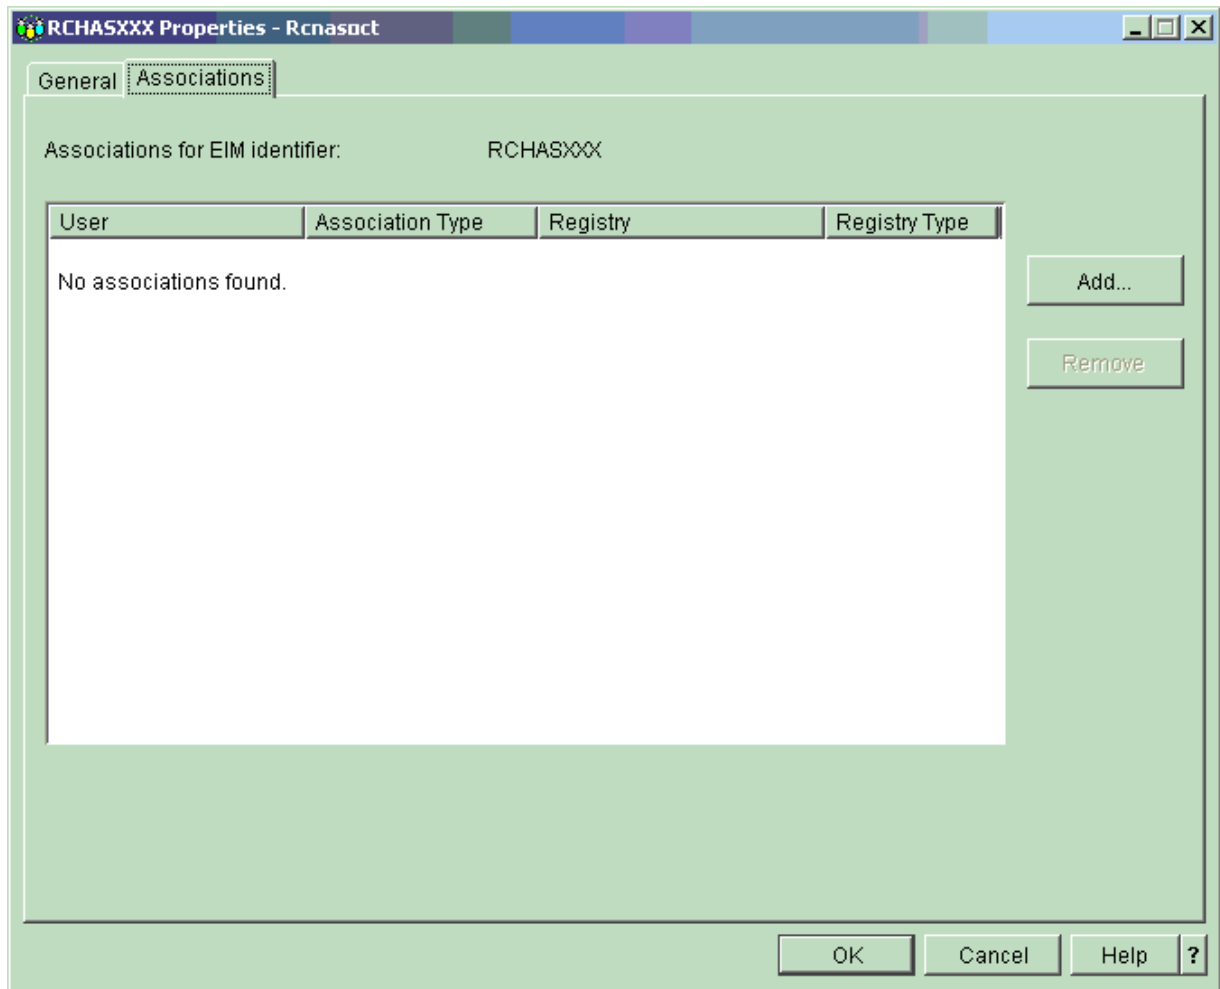 RCHASXXX Properties - Rcnasoct
General Associations
Associations for EIM identifier: RCHASXXX
User Association Type Registry Registry Type
No associations found.
Add...
Remove
OK Cancel Help ?